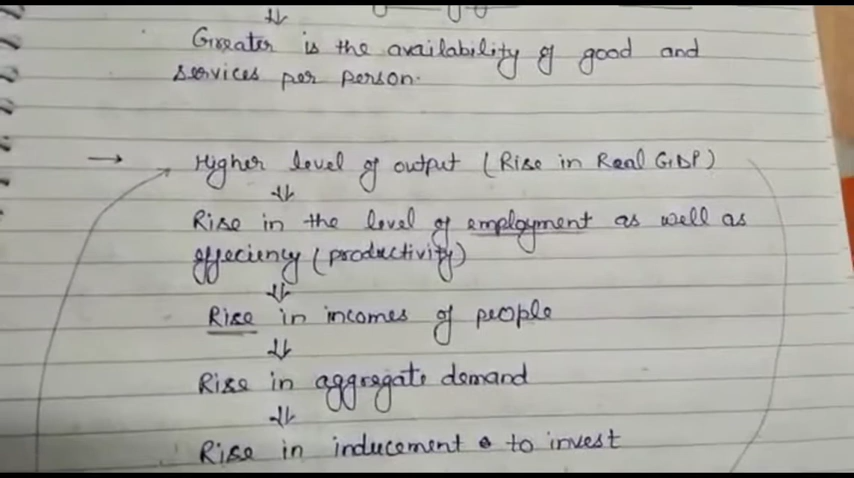 Greater is the availability of good and
services per person.
→ Higher level of output (Rise in Real GDP)
⇓
Rise in the level of employment as well as
effeciency (productivity)
⇓
Rise in incomes of people
⇓
Rise in aggregate demand
⇓
Rise in inducement to invest